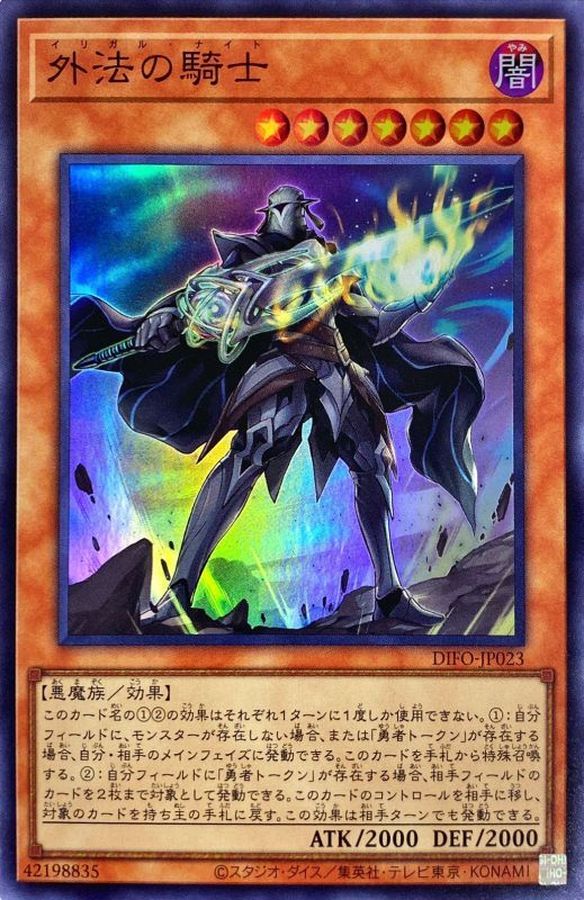 イリガル・ナイト
外法の騎士
やみ
闇
DIFO-JP023
【悪魔族/効果】
このカード名の①②の効果はそれぞれ1ターンに1度しか使用できない。①:自分
フィールドに、モンスターが存在しない場合、または「勇者トークン」が存在する
場合、自分・相手のメインフェイズに発動できる。このカードを手札から特殊召喚
する。②:自分フィールドに「勇者トークン」が存在する場合、相手フィールドの
カードを2枚まで対象として発動できる。このカードのコントロールを相手に移し、
対象のカードを持ち主の手札に戻す。この効果は相手ターンでも発動できる。
ATK/2000 DEF/2000
42198835
©スタジオ・ダイス/集英社・テレビ東京・KONAMI